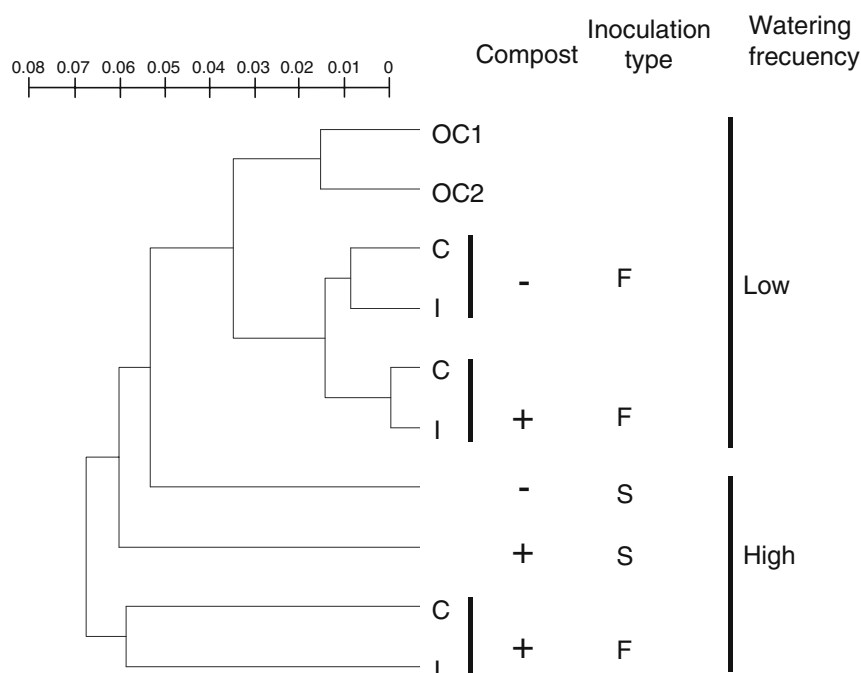 Compost
Inoculation
type
Watering
frecuency
0.08 0.07 0.06 0.05 0.04 0.03 0.02 0.01 0
OC1
OC2
C
- F
I
Low
C
I
+ F
- S
+ S
High
C
+ F
I